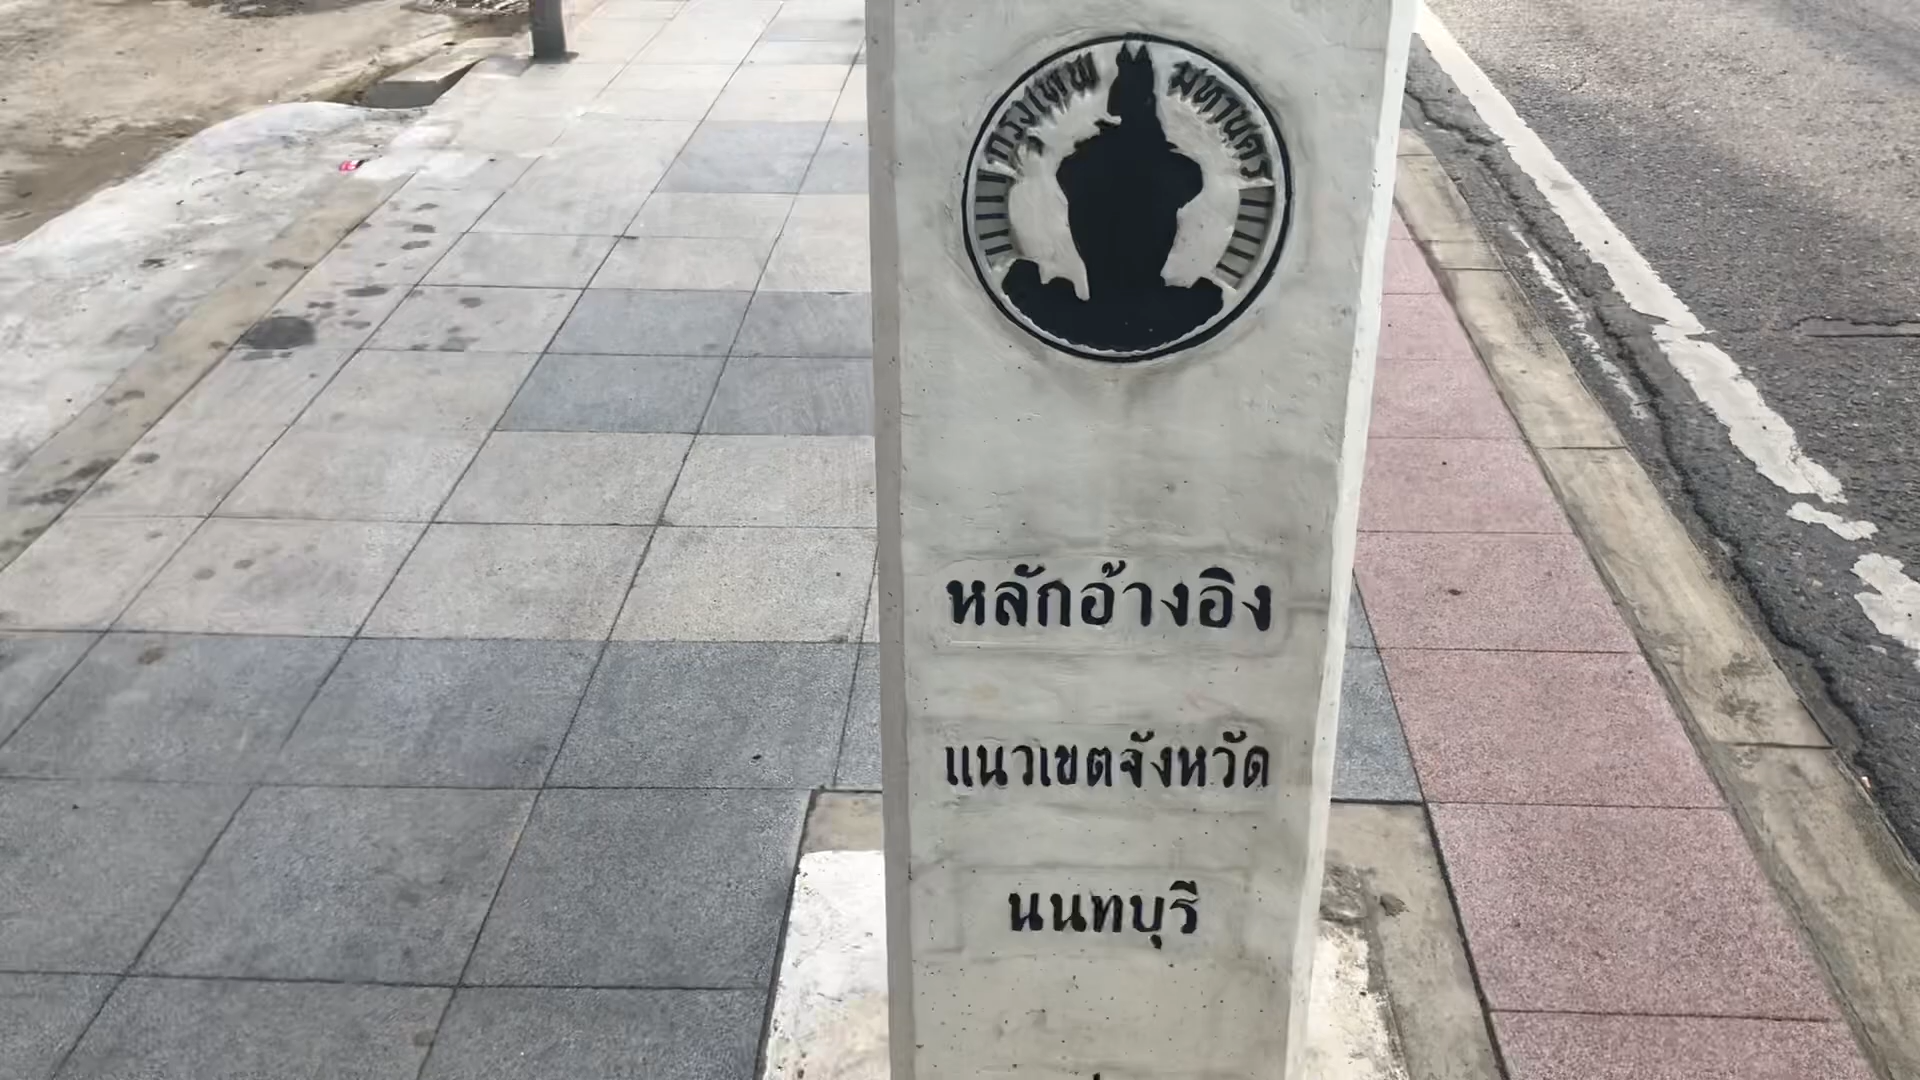 กรุงเทพ มหานคร
หลักอ้างอิง
แนวเขตจังหวัด
นนทบุรี